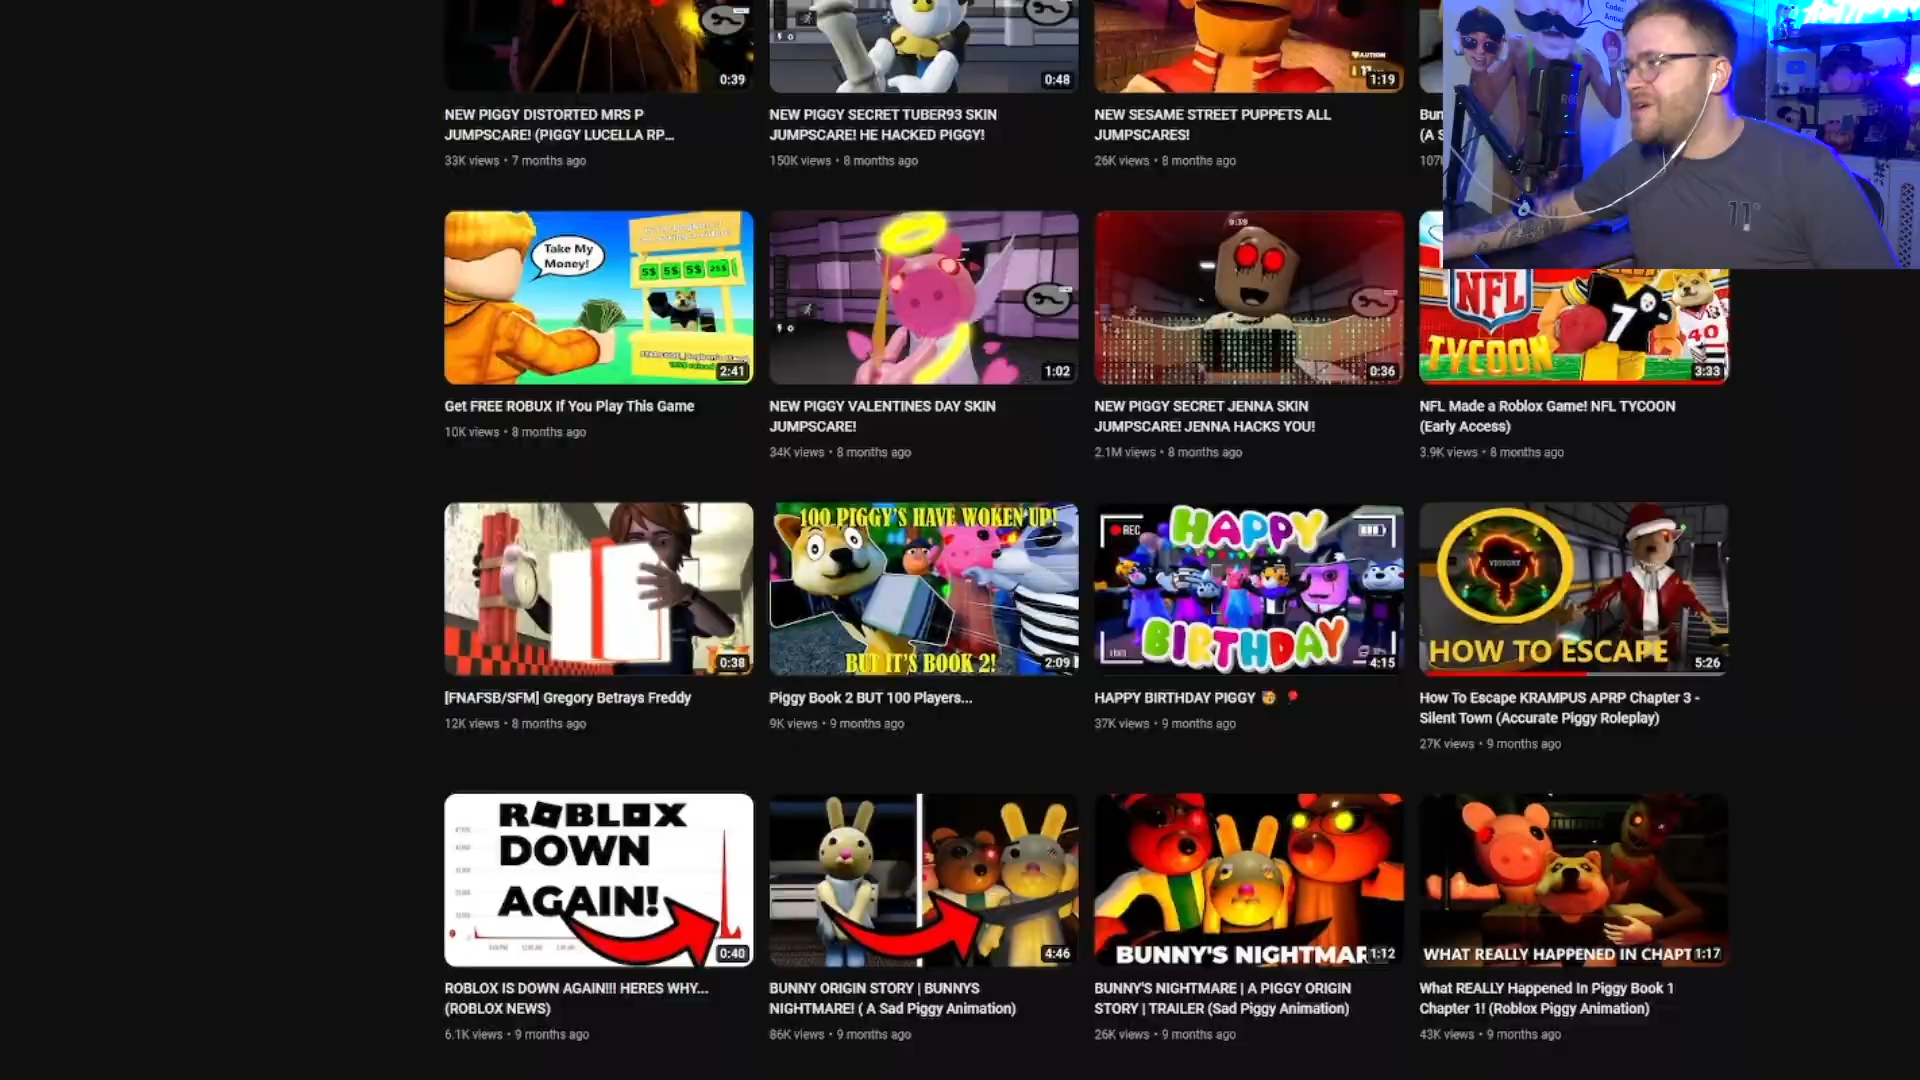 0:39
0:48
AUTION
1:19
Code:
NEW PIGGY DISTORTED MRS P
JUMPSCARE! (PIGGY LUCELLA RP...
33K views • 7 months ago
NEW PIGGY SECRET TUBER93 SKIN
JUMPSCARE! HE HACKED PIGGY!
150K views • 8 months ago
NEW SESAME STREET PUPPETS ALL
JUMPSCARES!
26K views • 8 months ago
Bun
(A S
107
11
Take My
Money!
5$ 5$ 5$ 25$
2:41
1:02
0:36
NFL
TYCOON
7
40
3:33
Get FREE ROBUX If You Play This Game
10K views • 8 months ago
NEW PIGGY VALENTINES DAY SKIN
JUMPSCARE!
34K views • 8 months ago
NEW PIGGY SECRET JENNA SKIN
JUMPSCARE! JENNA HACKS YOU!
2.1M views • 8 months ago
NFL Made a Roblox Game! NFL TYCOON
(Early Access)
3.9K views • 8 months ago
0:38
100 PIGGY'S HAVE WOKEN UP!
BUT IT'S BOOK 2!
2:09
REC
HAPPY
BIRTHDAY
4:15
VICTORY
HOW TO ESCAPE
5:26
[FNAFSB/SFM] Gregory Betrays Freddy
12K views • 8 months ago
Piggy Book 2 BUT 100 Players...
9K views • 9 months ago
HAPPY BIRTHDAY PIGGY 🥳 🎈
37K views • 9 months ago
How To Escape KRAMPUS APRP Chapter 3 -
Silent Town (Accurate Piggy Roleplay)
27K views • 9 months ago
ROBLOX
DOWN
AGAIN!
0:40
4:46
BUNNY'S NIGHTMAR
1:12
WHAT REALLY HAPPENED IN CHAPT
1:17
ROBLOX IS DOWN AGAIN!!! HERES WHY...
(ROBLOX NEWS)
6.1K views • 9 months ago
BUNNY ORIGIN STORY | BUNNYS
NIGHTMARE! ( A Sad Piggy Animation)
86K views • 9 months ago
BUNNY'S NIGHTMARE | A PIGGY ORIGIN
STORY | TRAILER (Sad Piggy Animation)
26K views • 9 months ago
What REALLY Happened In Piggy Book 1
Chapter 1! (Roblox Piggy Animation)
43K views • 9 months ago